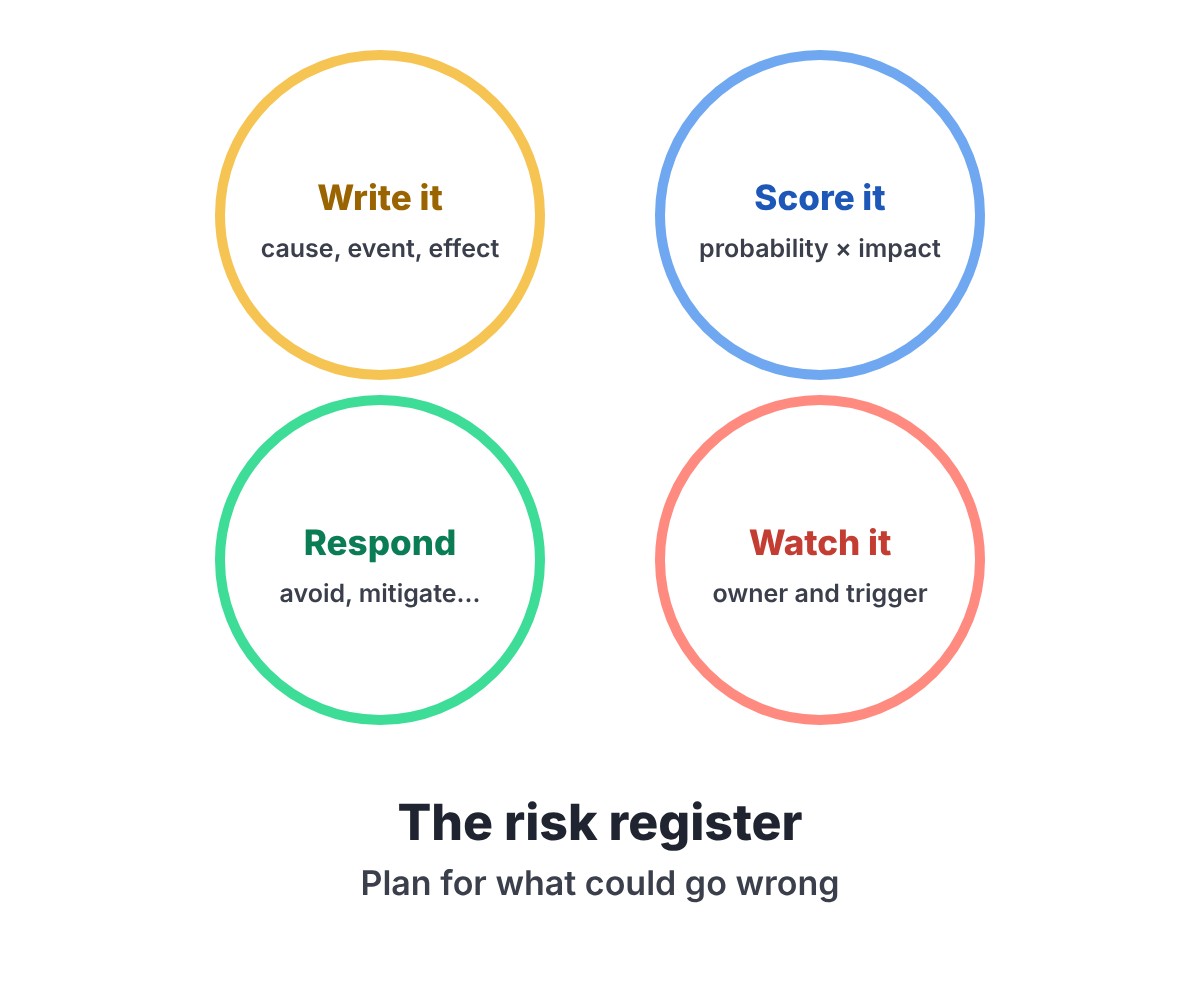 Write it
cause, event, effect
Score it
probability × impact
Respond
avoid, mitigate...
Watch it
owner and trigger
The risk register
Plan for what could go wrong